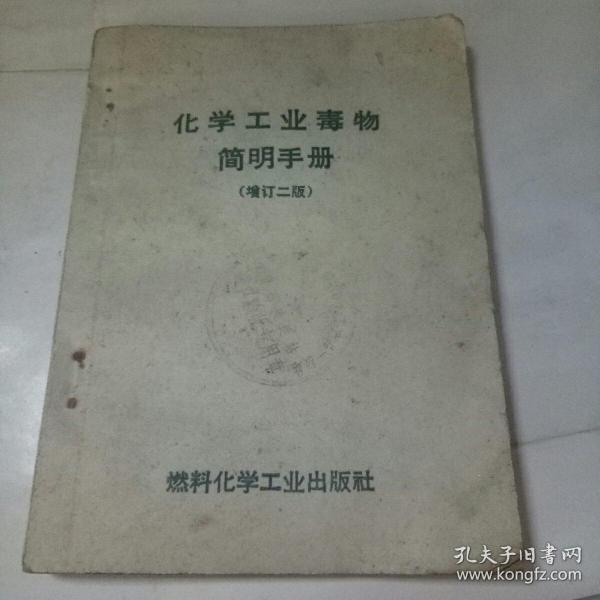 化学工业毒物
简明手册
（增订二版）
燃料化学工业出版社
孔夫子旧书网
www.kongfz.com